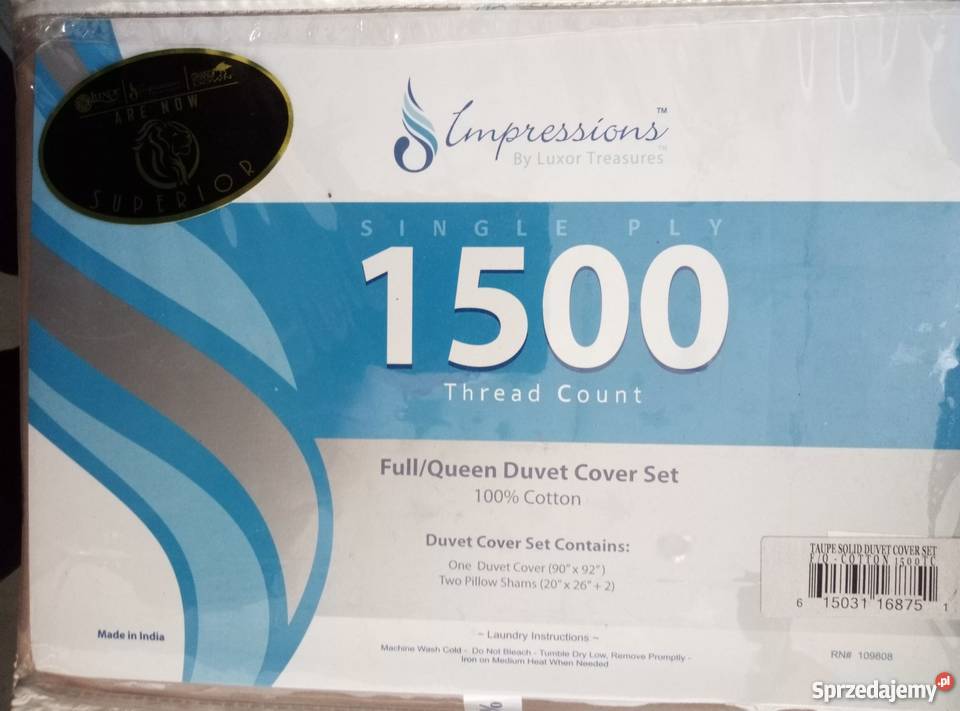 ARE NOW
SUPERIOR
Impressions™
By Luxor Treasures™
SINGLE PLY
1500
Thread Count
Full/Queen Duvet Cover Set
100% Cotton
Duvet Cover Set Contains:
One Duvet Cover (90" x 92")
Two Pillow Shams (20" x 26" + 2)
TAUPE SOLID DUVET COVER SET
F/Q - COTTON 1500TC
6 15031 16875 1
Made in India
~ Laundry Instructions ~
Machine Wash Cold - Do Not Bleach - Tumble Dry Low, Remove Promptly -
Iron on Medium Heat When Needed
RN# 109808
%
Sprzedajemy.pl